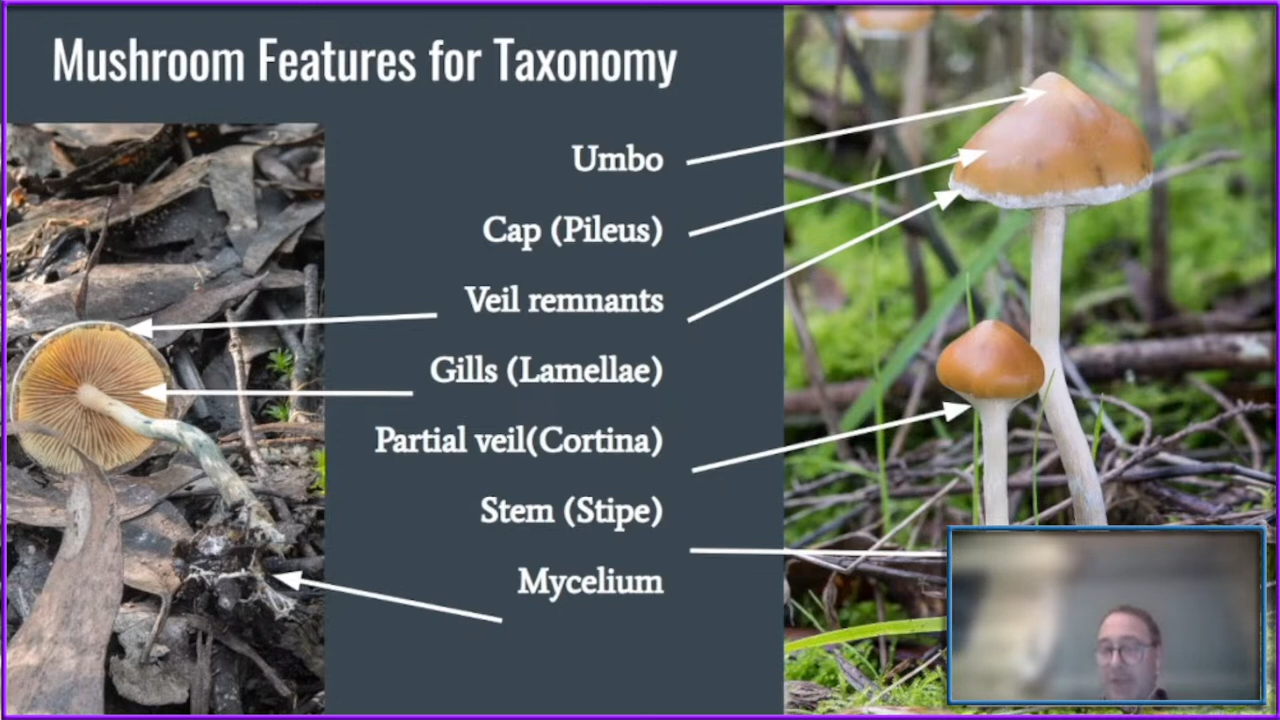 Mushroom Features for Taxonomy
Umbo
Cap (Pileus)
Veil remnants
Gills (Lamellae)
Partial veil(Cortina)
Stem (Stipe)
Mycelium